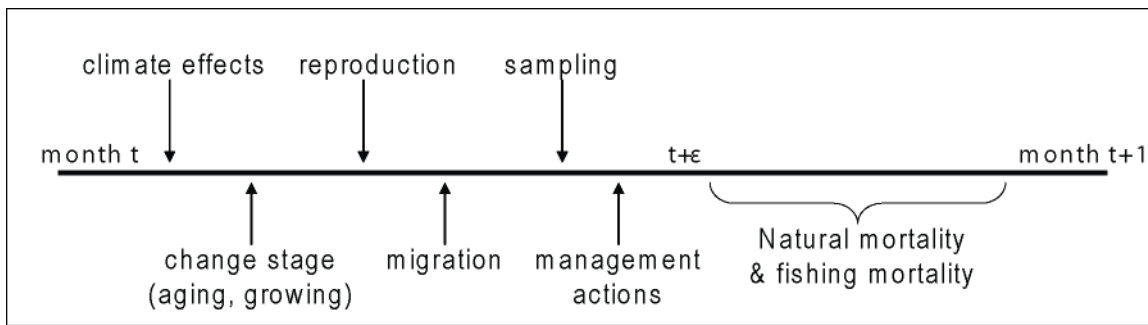 climate effects reproduction sampling
month t t+ε month t+1
change stage
(aging, growing)
migration
management
actions
Natural mortality
& fishing mortality